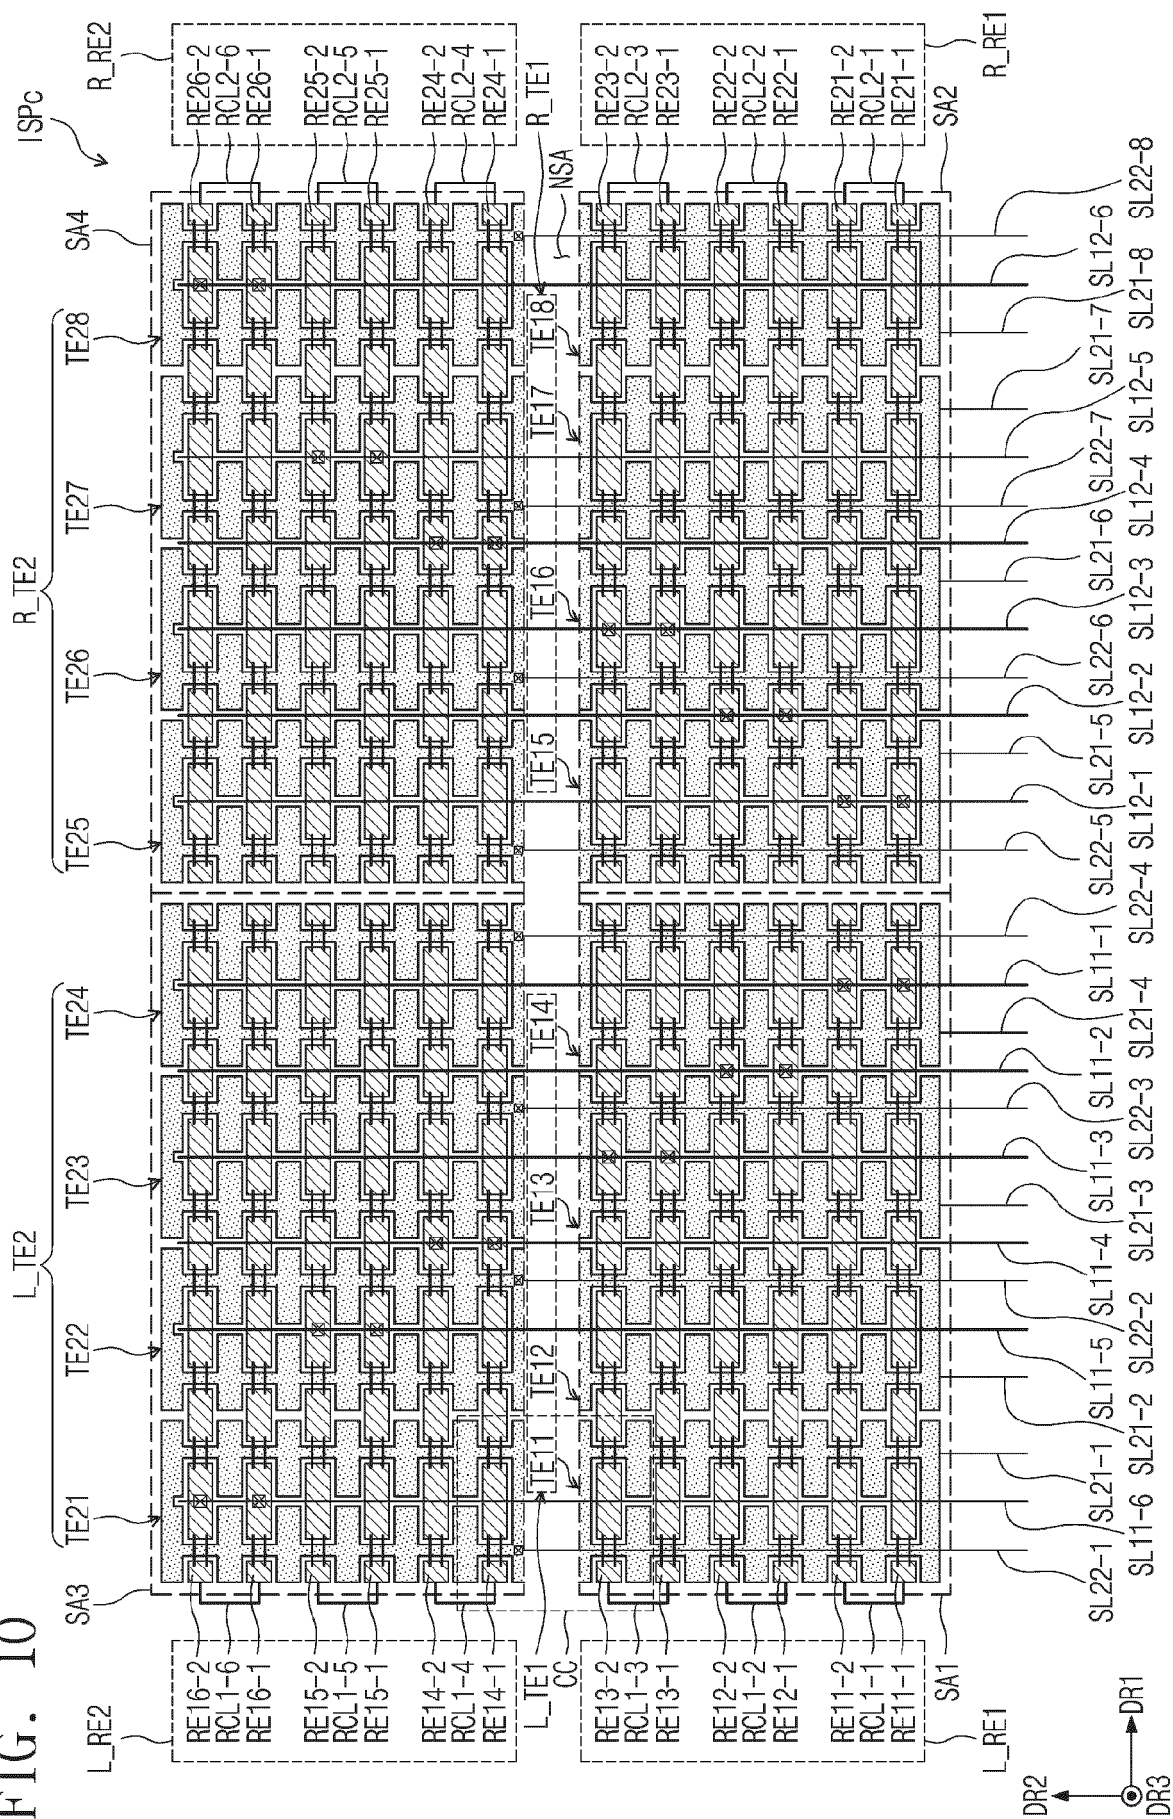 FIG. 10
ISPc
R_TE2
L_TE2
SA3
TE21
TE22
TE23
TE24
TE25
TE26
TE27
TE28
SA4
L_RE2
RE16-2
RCL1-6
RE16-1
RE15-2
RCL1-5
RE15-1
RE14-2
RCL1-4
RE14-1
R_RE2
RE26-2
RCL2-6
RE26-1
RE25-2
RCL2-5
RE25-1
RE24-2
RCL2-4
RE24-1
L_TE1
CC
TE11
TE12
TE13
TE14
TE15
TE16
TE17
TE18
NSA
R_TE1
RE13-2
RCL1-3
RE13-1
RE12-2
RCL1-2
RE12-1
RE11-2
RCL1-1
RE11-1
L_RE1
SA1
RE23-2
RCL2-3
RE23-1
RE22-2
RCL2-2
RE22-1
RE21-2
RCL2-1
RE21-1
R_RE1
SA2
SL22-1
SL11-6
SL21-1
SL21-2
SL11-5
SL22-2
SL11-4
SL21-3
SL11-3
SL22-3
SL11-2
SL21-4
SL11-1
SL22-4
SL22-5
SL12-1
SL21-5
SL12-2
SL22-6
SL12-3
SL21-6
SL12-4
SL22-7
SL12-5
SL21-7
SL21-8
SL12-6
SL22-8
DR2
DR1
DR3